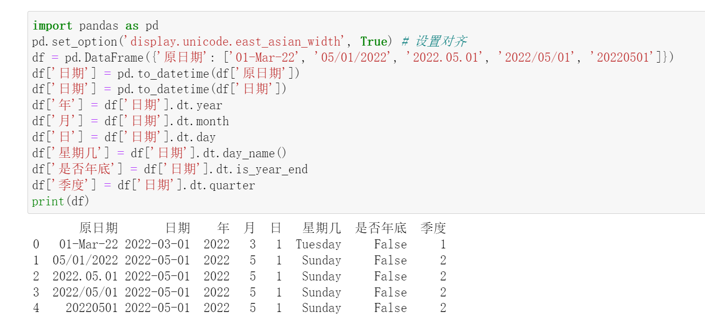 import pandas as pd
pd.set_option('display.unicode.east_asian_width', True) # 设置对齐
df = pd.DataFrame({'原日期': ['01-Mar-22', '05/01/2022', '2022.05.01', '2022/05/01', '20220501']})
df['日期'] = pd.to_datetime(df['原日期'])
df['日期'] = pd.to_datetime(df['日期'])
df['年'] = df['日期'].dt.year
df['月'] = df['日期'].dt.month
df['日'] = df['日期'].dt.day
df['星期几'] = df['日期'].dt.day_name()
df['是否年底'] = df['日期'].dt.is_year_end
df['季度'] = df['日期'].dt.quarter
print(df)
原日期 日期 年 月 日 星期几 是否年底 季度
0 01-Mar-22 2022-03-01 2022 3 1 Tuesday False 1
1 05/01/2022 2022-05-01 2022 5 1 Sunday False 2
2 2022.05.01 2022-05-01 2022 5 1 Sunday False 2
3 2022/05/01 2022-05-01 2022 5 1 Sunday False 2
4 20220501 2022-05-01 2022 5 1 Sunday False 2